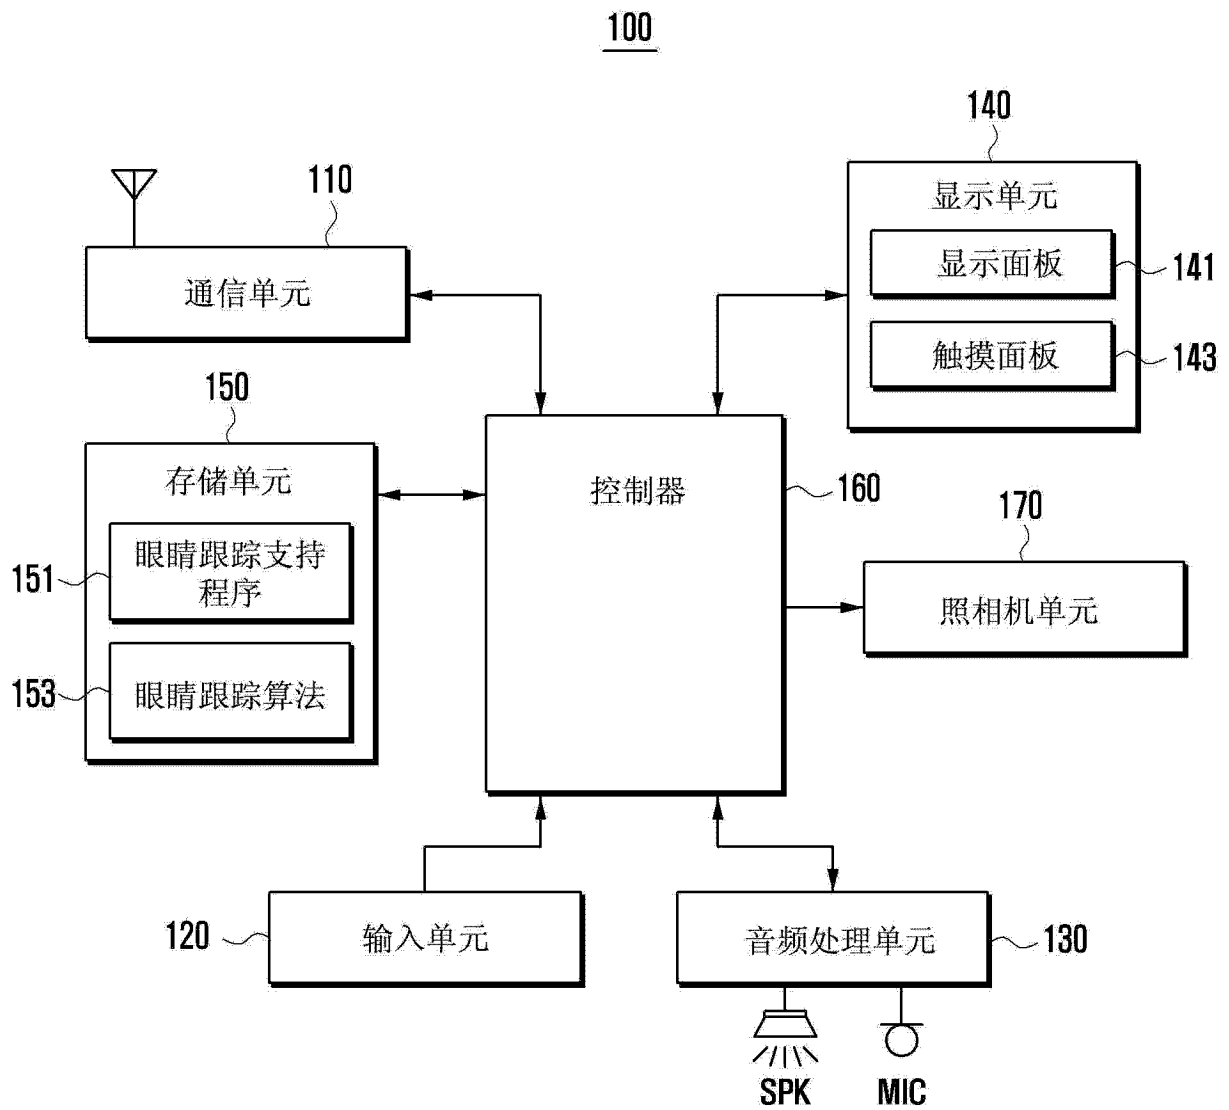 100
140
110
显示单元
显示面板
141
通信单元
触摸面板
143
150
存储单元
控制器
160
170
眼睛跟踪支持
程序
151
照相机单元
153
眼睛跟踪算法
120
输入单元
音频处理单元
130
SPK
MIC